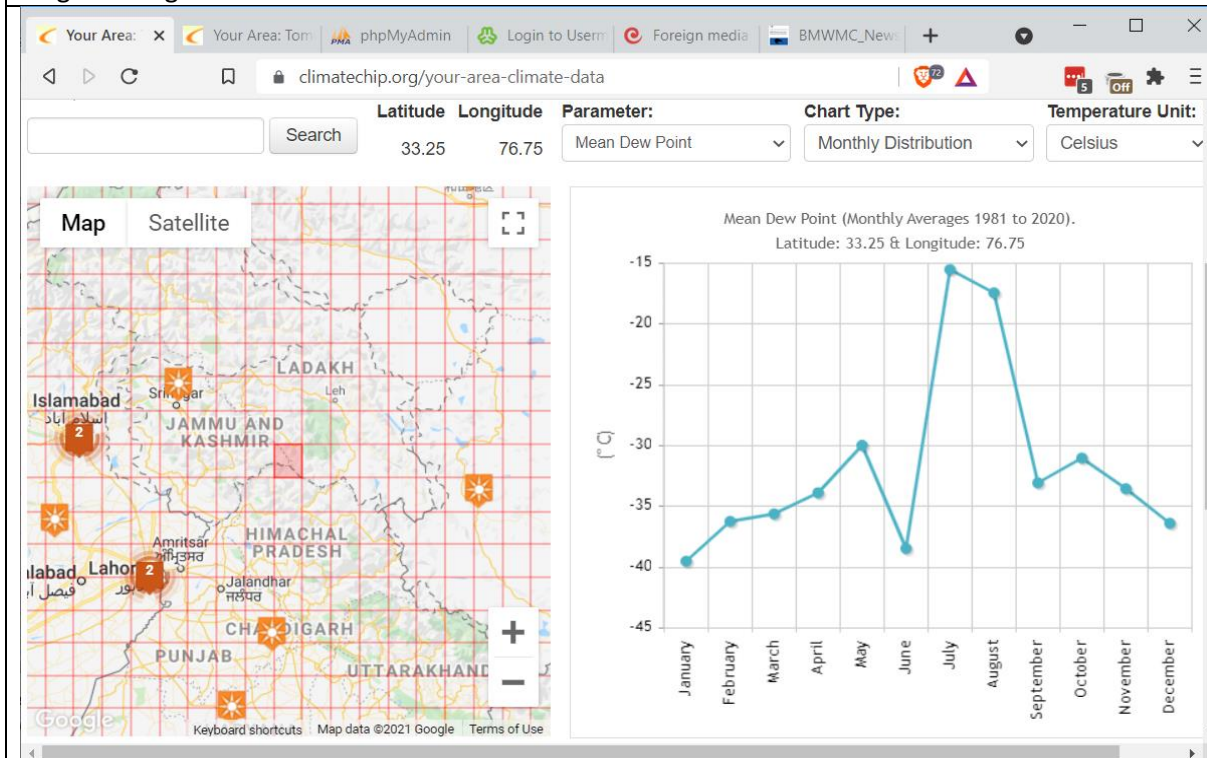 Your Area:
Your Area: Tom
phpMyAdmin
Login to Userm
Foreign media
BMWMC_News
climatechip.org/your-area-climate-data
72
5
Off
Latitude Longitude Parameter: Chart Type: Temperature Unit:
Search 33.25 76.75 Mean Dew Point Monthly Distribution Celsius
Map Satellite
LADAKH
Leh
Islamabad
اسلام آباد
2
JAMMU AND
KASHMIR
HIMACHAL
PRADESH
Amritsar
ਅੰਮ੍ਰਿਤਸਰ
Lahor
2
Jalandhar
ਜਲੰਧਰ
PUNJAB
UTTARAKHAND
Google
Keyboard shortcuts Map data ©2021 Google Terms of Use
Mean Dew Point (Monthly Averages 1981 to 2020).
Latitude: 33.25 & Longitude: 76.75
-15
-20
-25
-30
-35
-40
-45
(°C)
January
February
March
April
May
June
July
August
September
October
November
December